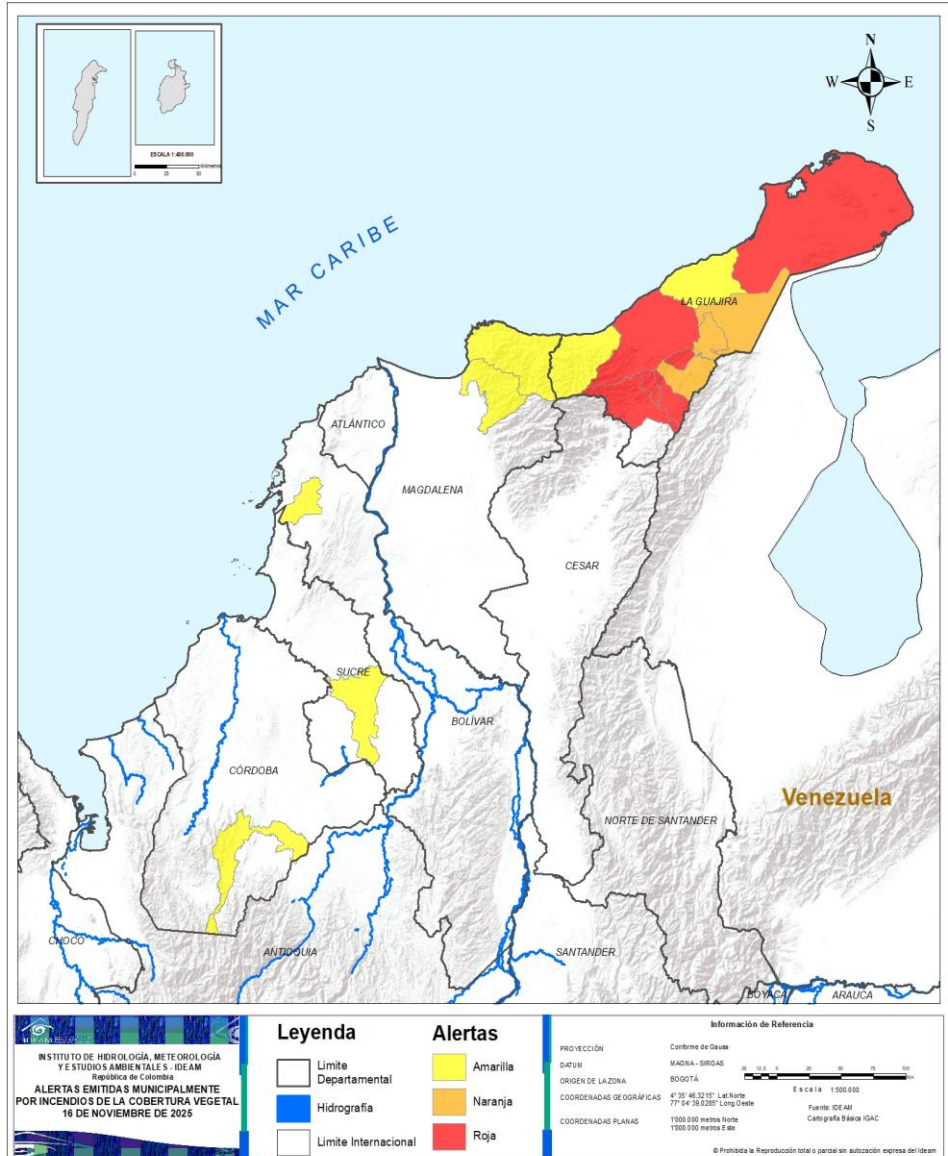 N
W
E
S
ESCALA 1:400.000
MAR CARIBE
LA GUAJIRA
ATLÁNTICO
MAGDALENA
CESAR
SUCRE
BOLÍVAR
CÓRDOBA
Venezuela
NORTE DE SANTANDER
CHOCÓ
ANTIOQUIA
SANTANDER
BOYACÁ
ARAUCA
IDEAM
INSTITUTO DE HIDROLOGÍA, METEOROLOGÍA
Y ESTUDIOS AMBIENTALES - IDEAM
República de Colombia
ALERTAS EMITIDAS MUNICIPALMENTE
POR INCENDIOS DE LA COBERTURA VEGETAL
16 DE NOVIEMBRE DE 2025
Leyenda
Limite
Departamental
Hidrografía
Limite Internacional
Alertas
Amarilla
Naranja
Roja
Información de Referencia
PROYECCIÓN Conforme de Gauss
DATUM MAGNA - SIRGAS
ORIGEN DE LA ZONA BOGOTÁ
COORDENADAS GEOGRÁFICAS 4° 35' 46,3215'' Lat.Norte
77° 04' 39,0285'' Long.Oeste
COORDENADAS PLANAS 1'000.000 metros Norte
1'000.000 metros Este
Escala 1:500.000
Fuente: IDEAM
Cartografía Básica IGAC
© Prohibida la Reproducción total o parcial sin autozación expresa del Ideam